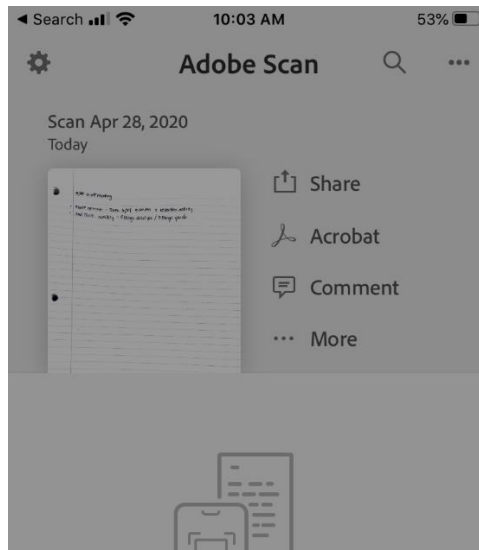 Search
10:03 AM
53%
Adobe Scan
Scan Apr 28, 2020
Today
Share
Acrobat
Comment
More